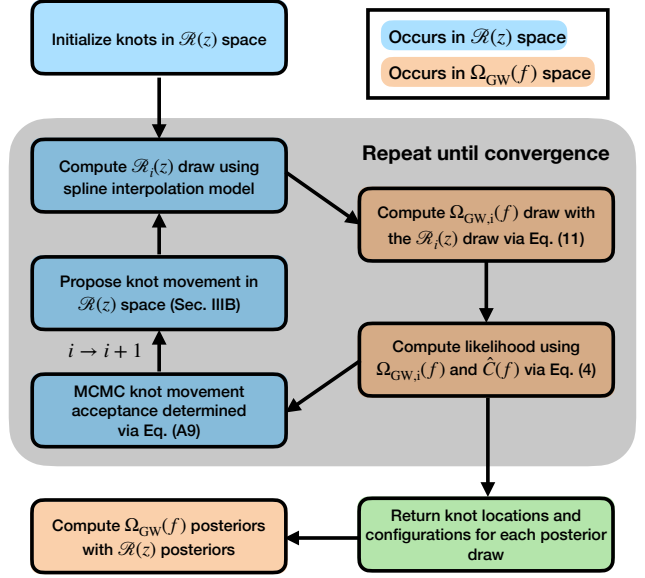 Initialize knots in ℛ(z) space
Occurs in ℛ(z) space
Occurs in Ω_GW(f) space
Repeat until convergence
Compute ℛ_i(z) draw using
spline interpolation model
Compute Ω_GW,i(f) draw with
the ℛ_i(z) draw via Eq. (11)
Propose knot movement in
ℛ(z) space (Sec. IIIB)
i → i + 1
Compute likelihood using
Ω_GW,i(f) and Ĉ(f) via Eq. (4)
MCMC knot movement
acceptance determined
via Eq. (A9)
Compute Ω_GW(f) posteriors
with ℛ(z) posteriors
Return knot locations and
configurations for each posterior
draw